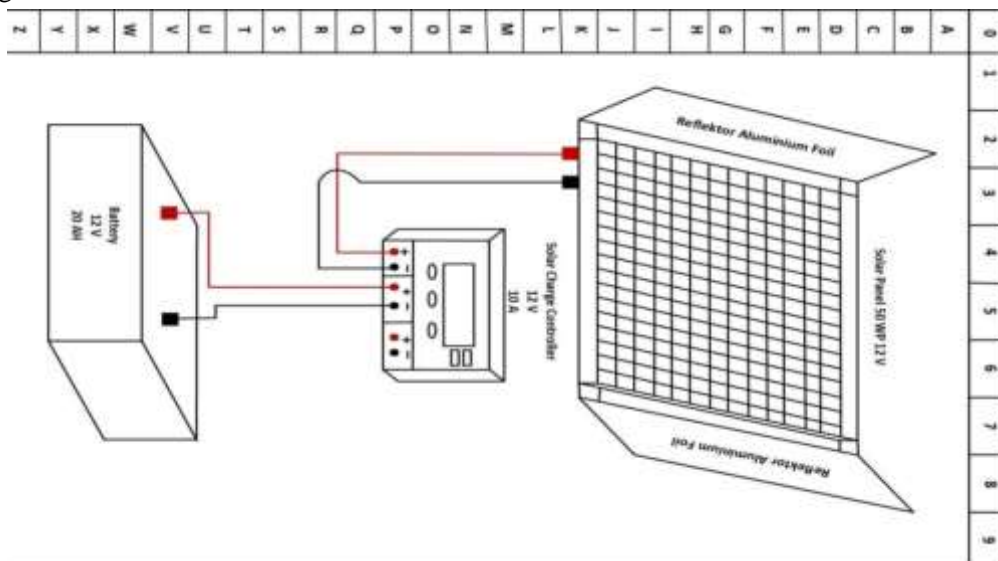 0 1 2 3 4 5 6 7 8 9
A
B
C
D
E
F
G
H
I
J
K
L
M
N
O
P
Q
R
S
T
U
V
W
X
Y
Z
Solar Panel 50 WP 12 V
Reflektor Aluminium Foil
Reflektor Aluminium Foil
Solar Charge Controller
12 V
10 A
+ - + - + -
Battery
12 V
20 AH